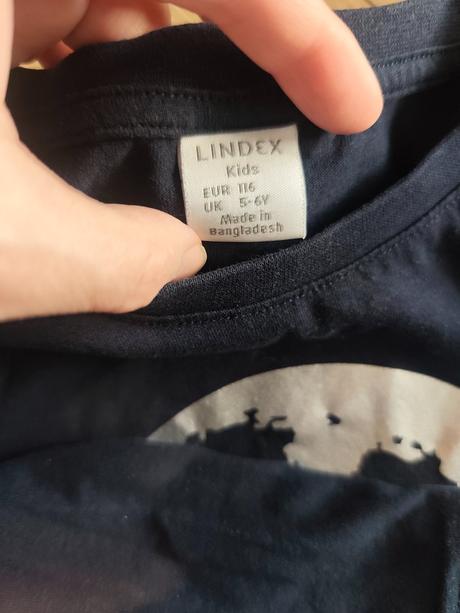 LINDEX
Kids
EUR 116
UK 5-6Y
Made in
Bangladesh